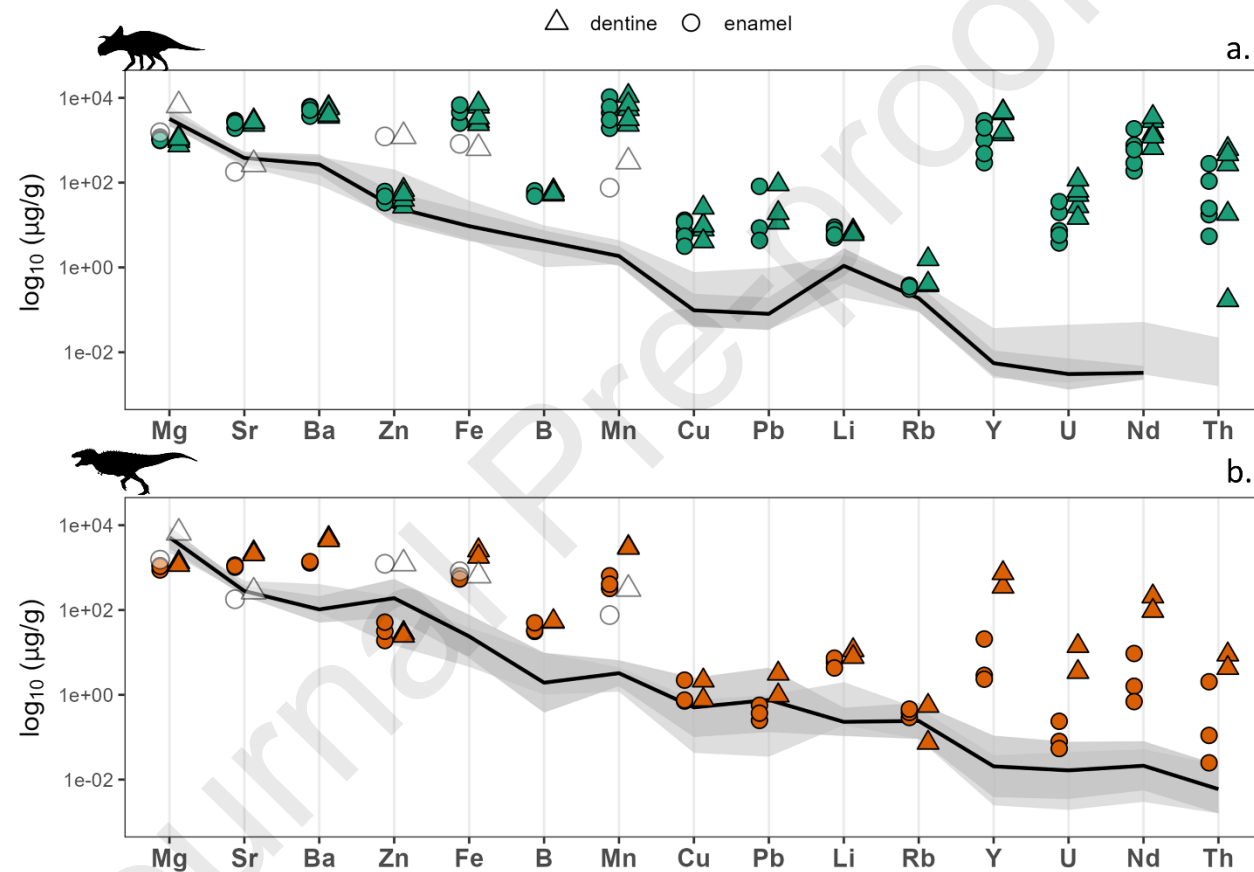 dentine enamel
a.
log10 (µg/g)
1e+04
1e+02
1e+00
1e-02
Mg Sr Ba Zn Fe B Mn Cu Pb Li Rb Y U Nd Th
b.
log10 (µg/g)
1e+04
1e+02
1e+00
1e-02
Mg Sr Ba Zn Fe B Mn Cu Pb Li Rb Y U Nd Th
urnal Pre-proo